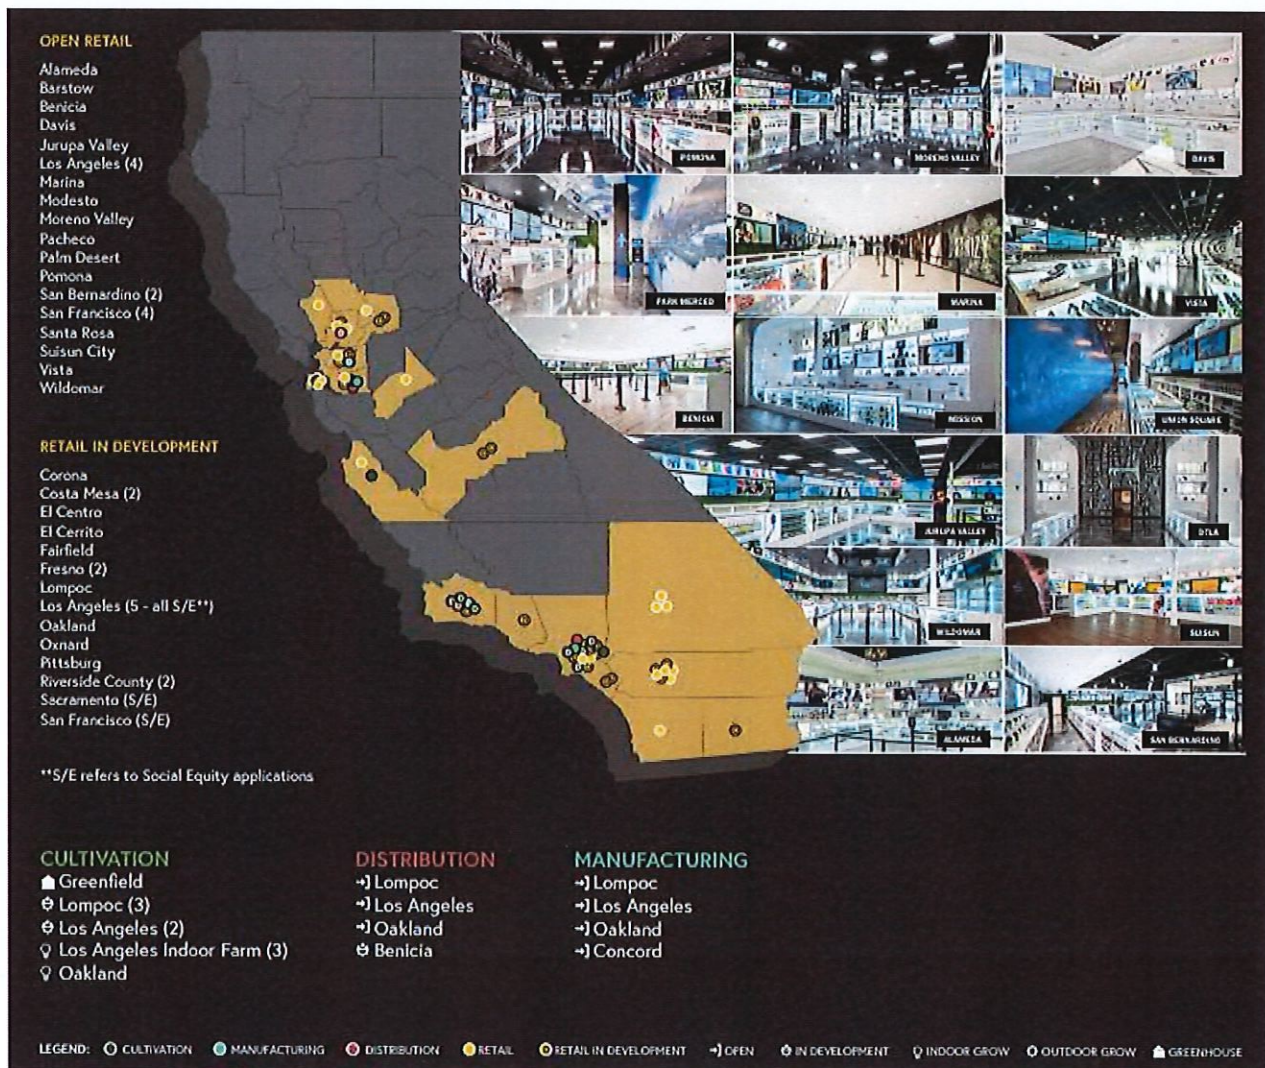 OPEN RETAIL
Alameda
Barstow
Benicia
Davis
Jurupa Valley
Los Angeles (4)
Marina
Modesto
Moreno Valley
Pacheco
Palm Desert
Pomona
San Bernardino (2)
San Francisco (4)
Santa Rosa
Suisun City
Vista
Wildomar
RETAIL IN DEVELOPMENT
Corona
Costa Mesa (2)
El Centro
El Cerrito
Fairfield
Fresno (2)
Lompoc
Los Angeles (5 - all S/E**)
Oakland
Oxnard
Pittsburg
Riverside County (2)
Sacramento (S/E)
San Francisco (S/E)
**S/E refers to Social Equity applications
POMONA
MORENO VALLEY
DAVIS
PARK MERCED
MARINA
VISTA
BENICIA
MISSION
UNION SQUARE
JURUPA VALLEY
DTLA
WILDOMAR
SUISUN
ALAMEDA
SAN BERNARDINO
CULTIVATION
Greenfield
Lompoc (3)
Los Angeles (2)
Los Angeles Indoor Farm (3)
Oakland
DISTRIBUTION
Lompoc
Los Angeles
Oakland
Benicia
MANUFACTURING
Lompoc
Los Angeles
Oakland
Concord
LEGEND: CULTIVATION MANUFACTURING DISTRIBUTION RETAIL RETAIL IN DEVELOPMENT OPEN IN DEVELOPMENT INDOOR GROW OUTDOOR GROW GREENHOUSE